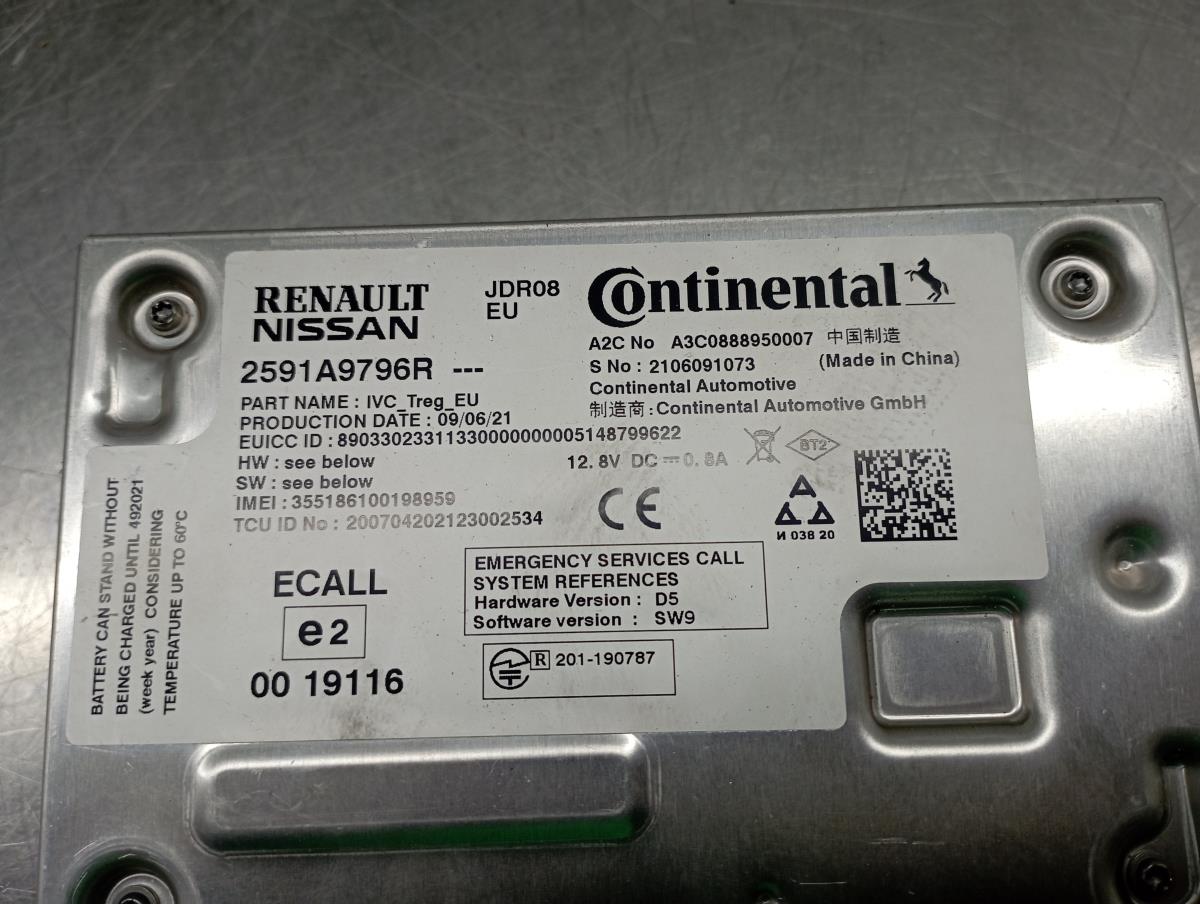 RENAULT
NISSAN
JDR08
EU
Continental
2591A9796R ---
PART NAME : IVC_Treg_EU
PRODUCTION DATE : 09/06/21
EUICC ID : 89033023311330000000005148799622
HW : see below
SW : see below
IMEI : 355186100198959
TCU ID No : 200704202123002534
A2C No A3C0888950007 中国制造
S No : 2106091073 (Made in China)
Continental Automotive
制造商：Continental Automotive GmbH
12.8V DC ⎓ 0.8A
BT2
CE
И 038 20
BATTERY CAN STAND WITHOUT
BEING CHARGED UNTIL 492021
(week year) CONSIDERING
TEMPERATURE UP TO 60°C
ECALL
e2
00 19116
EMERGENCY SERVICES CALL
SYSTEM REFERENCES
Hardware Version : D5
Software version : SW9
R 201-190787